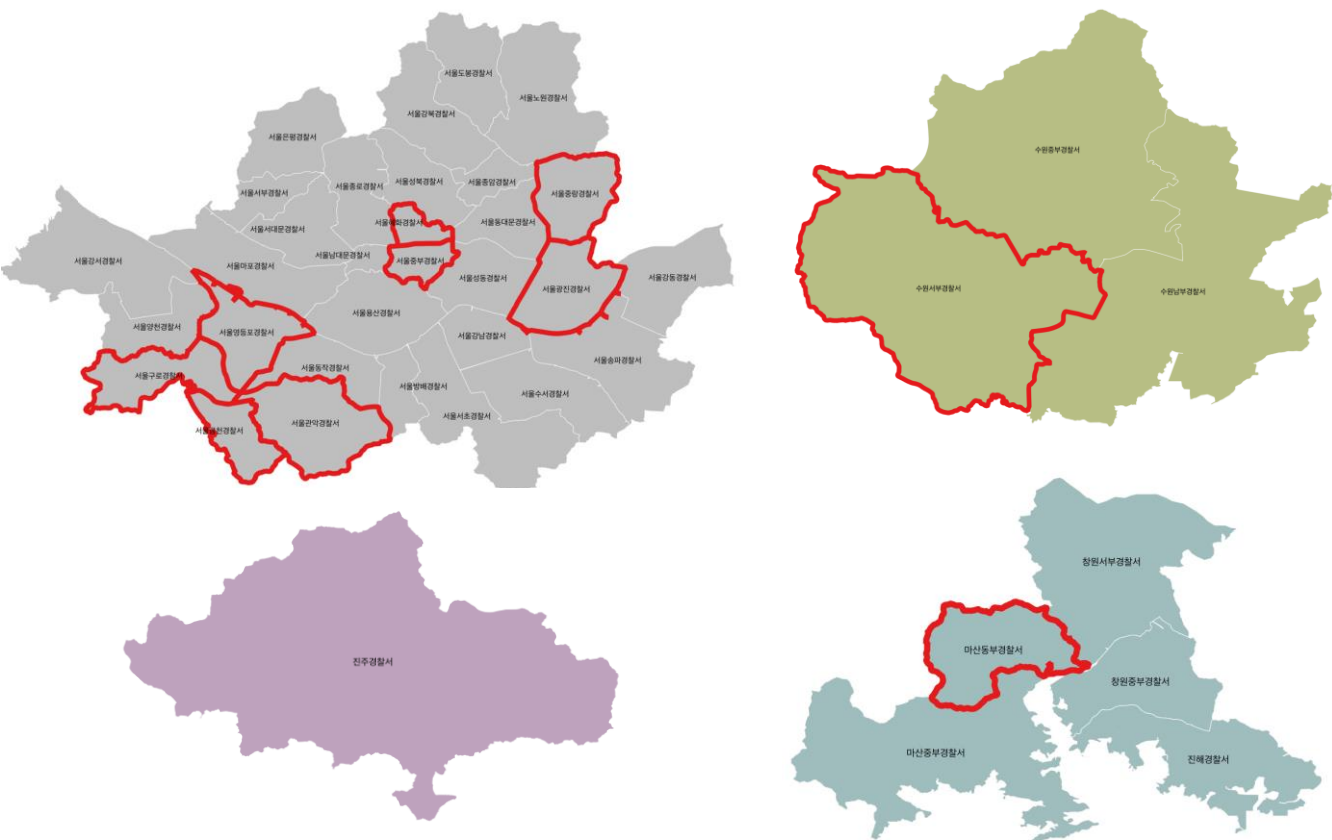 서울도봉경찰서
서울노원경찰서
서울강북경찰서
서울은평경찰서
서울종로경찰서
서울성북경찰서
서울종암경찰서
서울서부경찰서
서울중랑경찰서
서울서대문경찰서
서울혜화경찰서
서울동대문경찰서
서울남대문경찰서
서울중부경찰서
서울강서경찰서
서울마포경찰서
서울성동경찰서
서울강동경찰서
서울광진경찰서
서울용산경찰서
서울양천경찰서
서울영등포경찰서
서울강남경찰서
서울송파경찰서
서울구로경찰서
서울동작경찰서
서울방배경찰서
서울수서경찰서
서울서초경찰서
서울금천경찰서
서울관악경찰서
수원중부경찰서
수원서부경찰서
수원남부경찰서
진주경찰서
창원서부경찰서
마산동부경찰서
창원중부경찰서
마산중부경찰서
진해경찰서